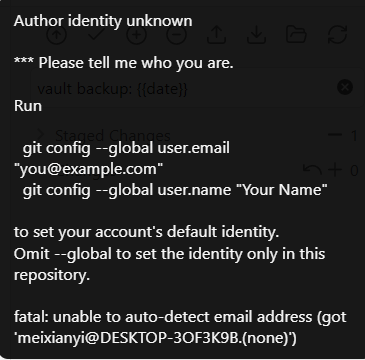 Author identity unknown
*** Please tell me who you are.
vault backup: {{date}}
Run
Staged Changes
1
git config --global user.email
"you@example.com"
0
git config --global user.name "Your Name"
to set your account's default identity.
Omit --global to set the identity only in this
repository.
fatal: unable to auto-detect email address (got
'meixianyi@DESKTOP-3OF3K9B.(none)')